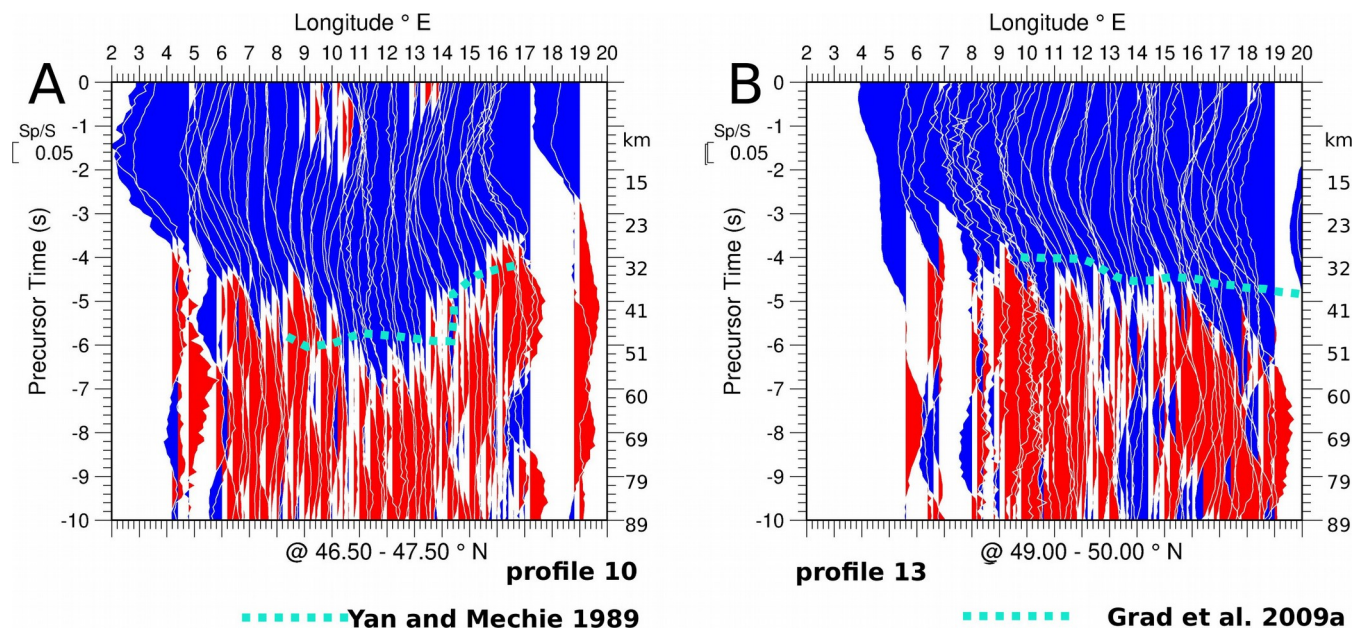 A
Longitude ° E
2 3 4 5 6 7 8 9 10 11 12 13 14 15 16 17 18 19 20
Sp/S
0.05
Precursor Time (s)
0
-1
-2
-3
-4
-5
-6
-7
-8
-9
-10
km
15
23
32
41
51
60
69
79
89
@ 46.50 - 47.50 ° N
profile 10
Yan and Mechie 1989
B
Longitude ° E
2 3 4 5 6 7 8 9 10 11 12 13 14 15 16 17 18 19 20
Sp/S
0.05
Precursor Time (s)
0
-1
-2
-3
-4
-5
-6
-7
-8
-9
-10
km
15
23
32
41
51
60
69
79
89
@ 49.00 - 50.00 ° N
profile 13
Grad et al. 2009a